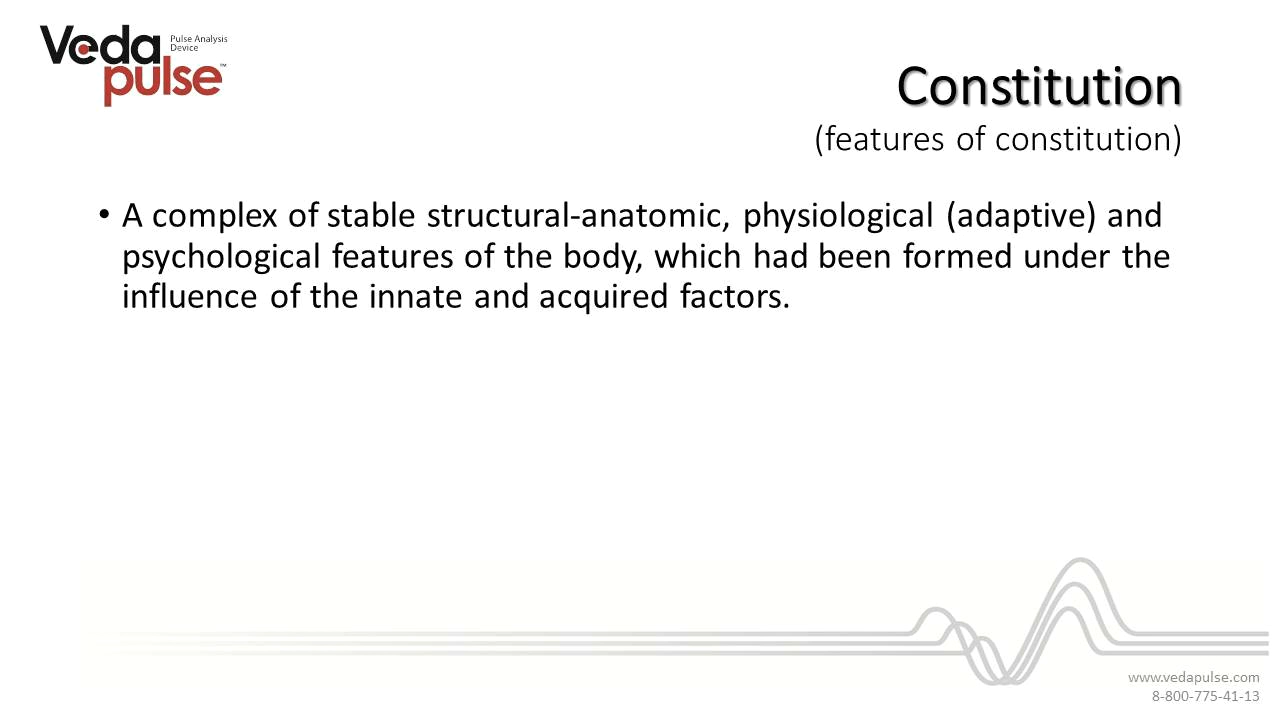 Veda
Pulse Analysis
Device
pulse™
Constitution
(features of constitution)
• A complex of stable structural-anatomic, physiological (adaptive) and
psychological features of the body, which had been formed under the
influence of the innate and acquired factors.
www.vedapulse.com
8-800-775-41-13